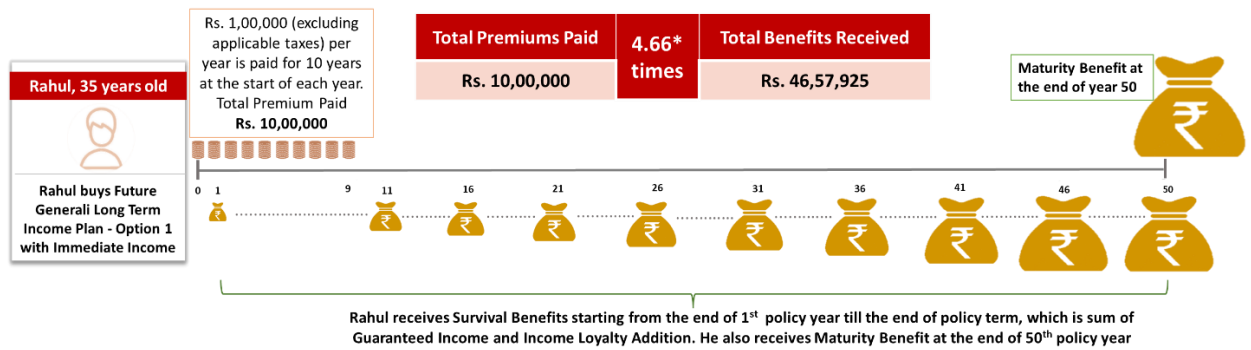 Rs. 1,00,000 (excluding
applicable taxes) per
year is paid for 10 years
at the start of each year.
Total Premium Paid
Rs. 10,00,000
Total Premiums Paid
4.66*
times
Total Benefits Received
Rs. 10,00,000
Rs. 46,57,925
Maturity Benefit at
the end of year 50
Rahul, 35 years old
Rahul buys Future
Generali Long Term
Income Plan - Option 1
with Immediate Income
0 1 9 11 16 21 26 31 36 41 46 50
Rahul receives Survival Benefits starting from the end of 1st policy year till the end of policy term, which is sum of
Guaranteed Income and Income Loyalty Addition. He also receives Maturity Benefit at the end of 50th policy year